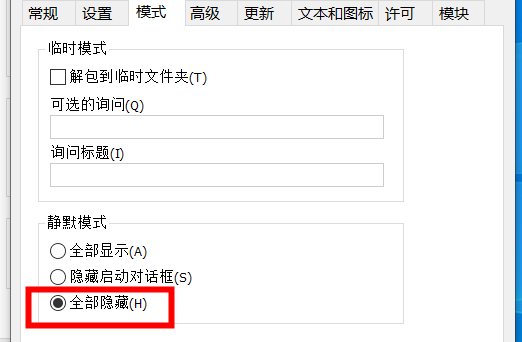 常规 设置 模式 高级 更新 文本和图标 许可 模块
临时模式
解包到临时文件夹(T)
可选的询问(Q)
询问标题(I)
静默模式
全部显示(A)
隐藏启动对话框(S)
全部隐藏(H)